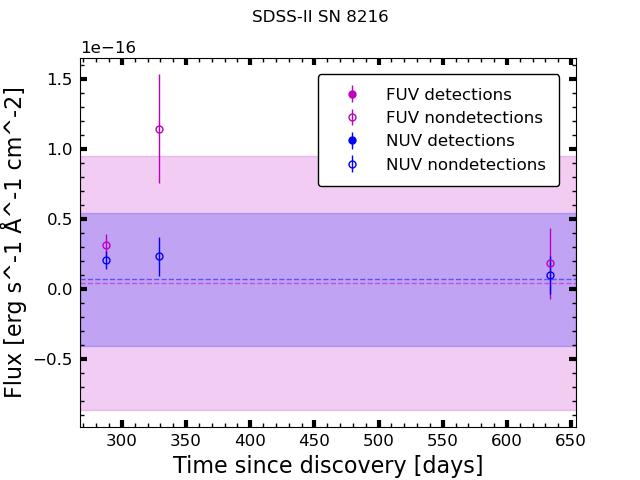 SDSS-II SN 8216
1e−16
FUV detections
FUV nondetections
NUV detections
NUV nondetections
1.5
1.0
0.5
0.0
−0.5
Flux [erg s^-1 Å^-1 cm^-2]
300 350 400 450 500 550 600 650
Time since discovery [days]